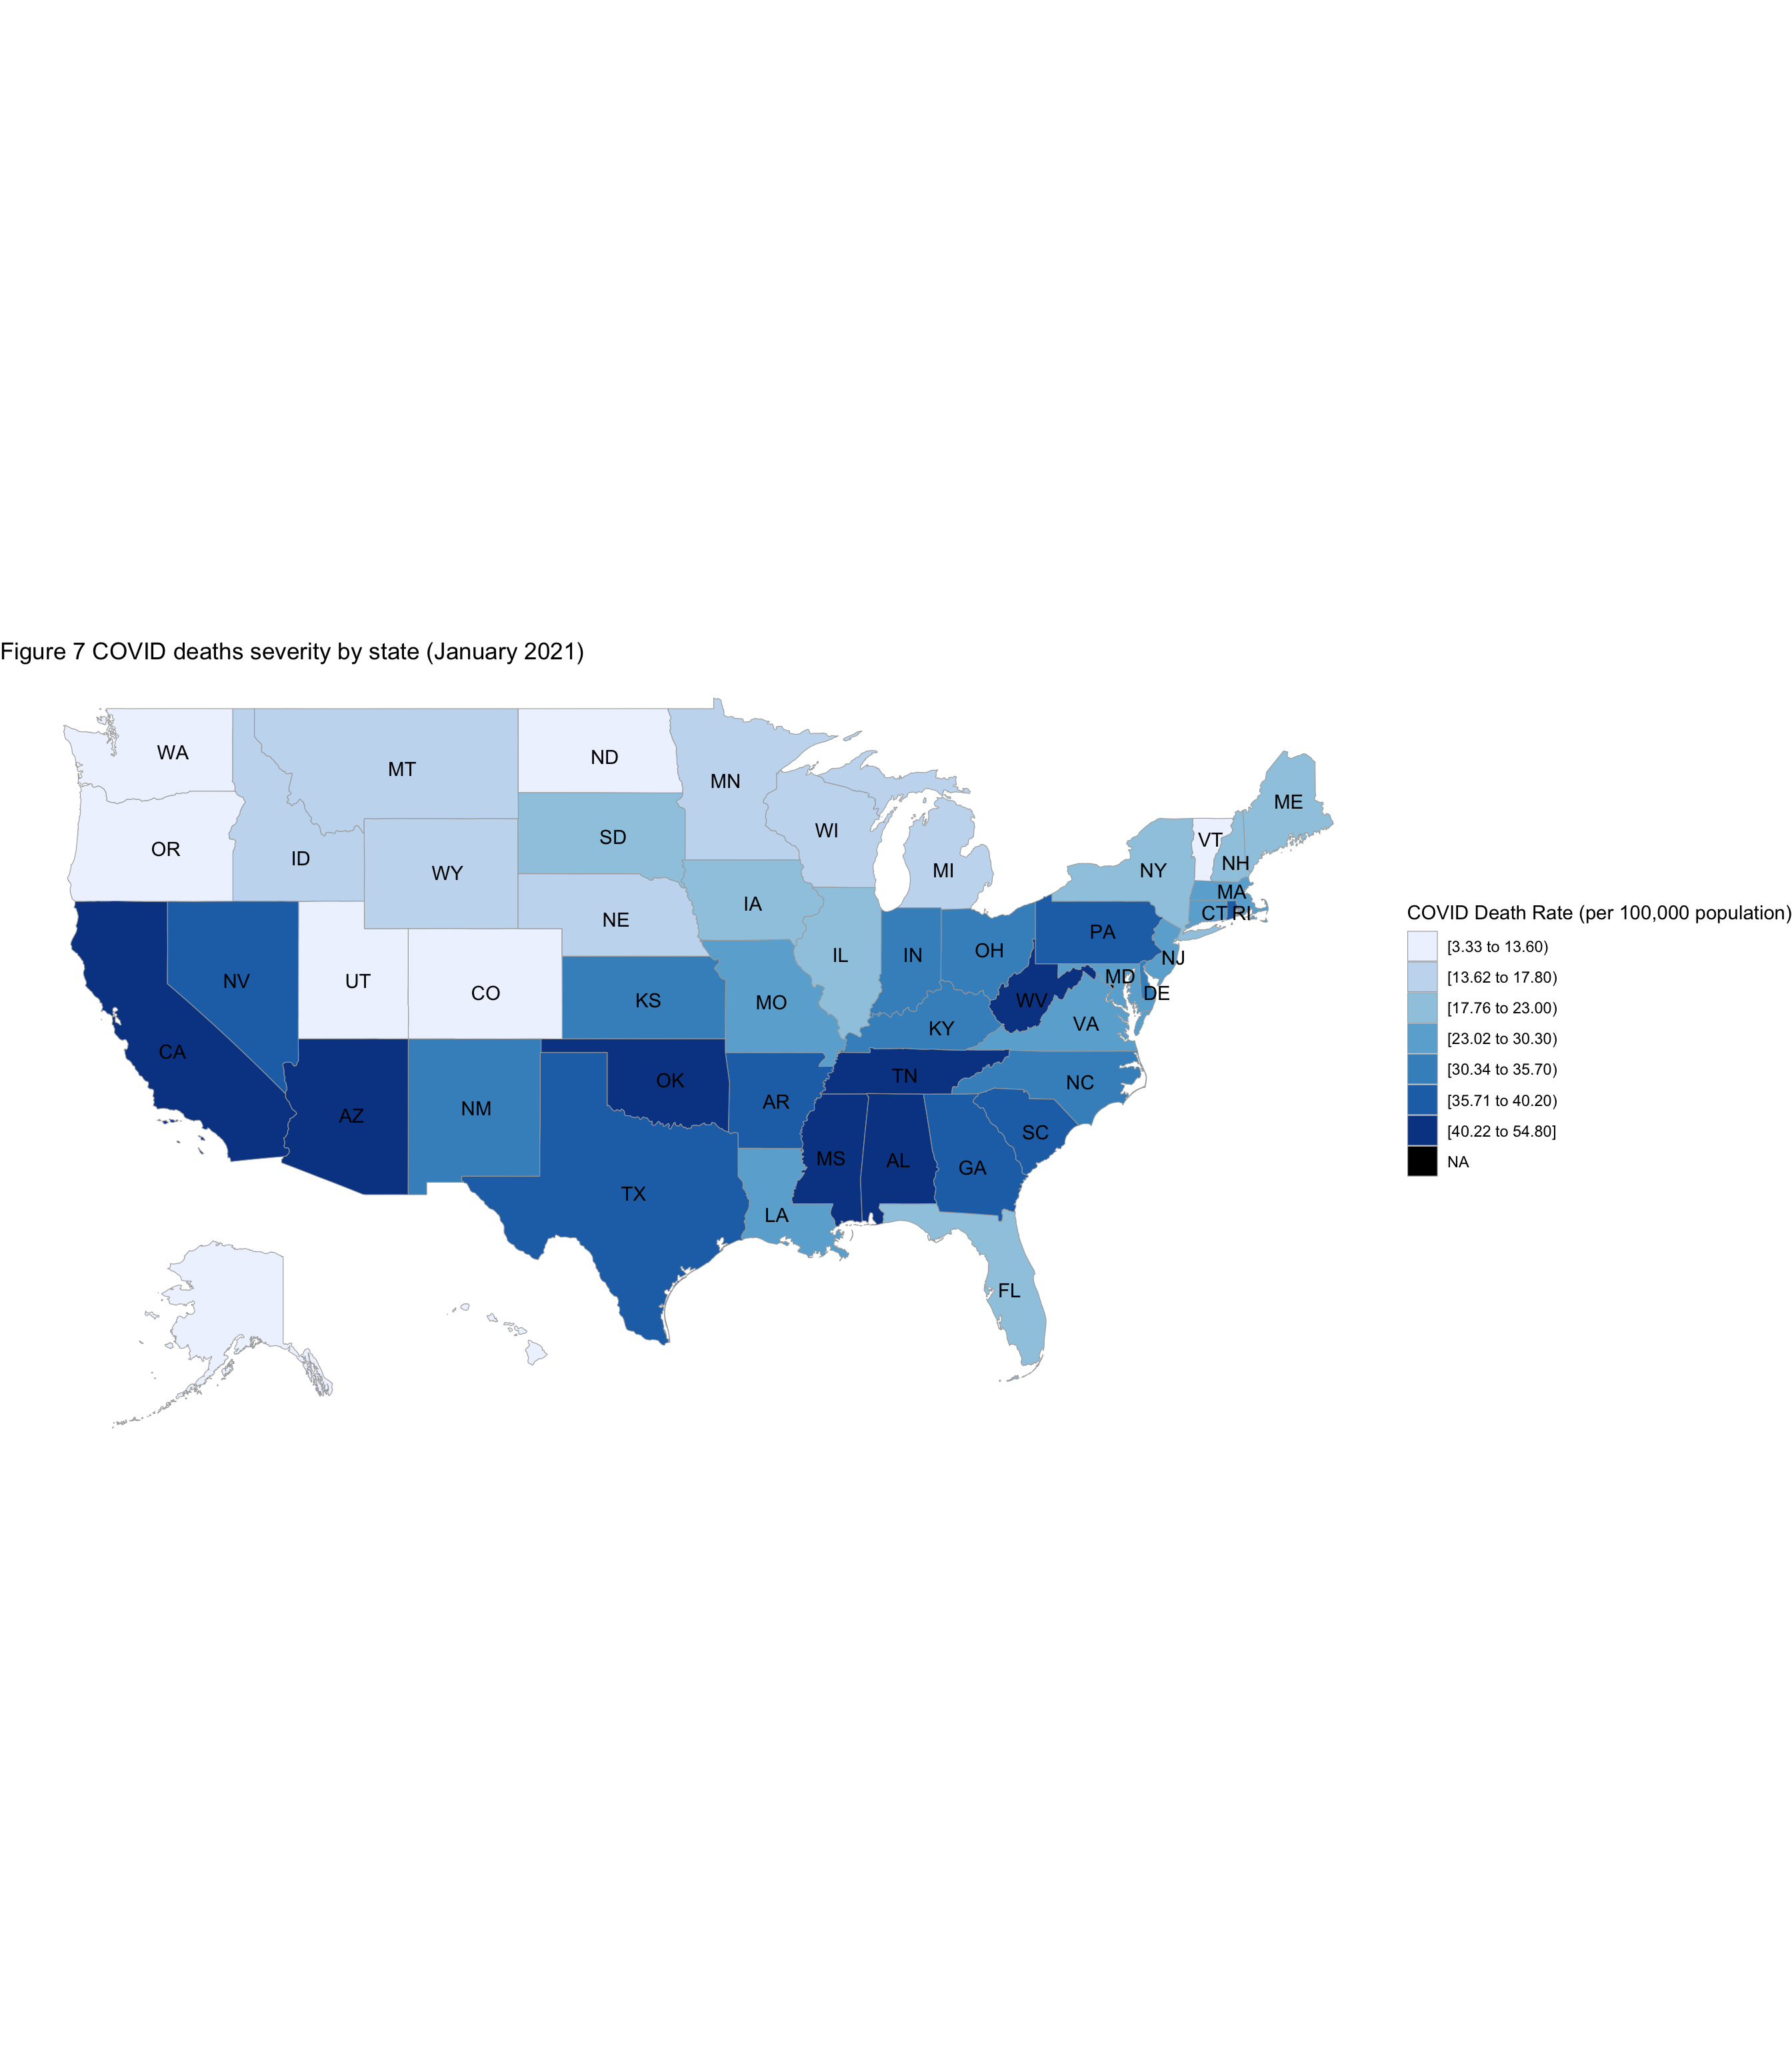 Figure 7 COVID deaths severity by state (January 2021)
WA
MT
ND
MN
OR
ID
WY
SD
WI
MI
NE
IA
IL
IN
OH
PA
NY
VT
NH
ME
MA
CT RI
NJ
MD
DE
NV
UT
CO
KS
MO
KY
WV
VA
CA
AZ
NM
OK
AR
TN
NC
TX
LA
MS
AL
GA
SC
FL
COVID Death Rate (per 100,000 population)
[3.33 to 13.60)
[13.62 to 17.80)
[17.76 to 23.00)
[23.02 to 30.30)
[30.34 to 35.70)
[35.71 to 40.20)
[40.22 to 54.80]
NA